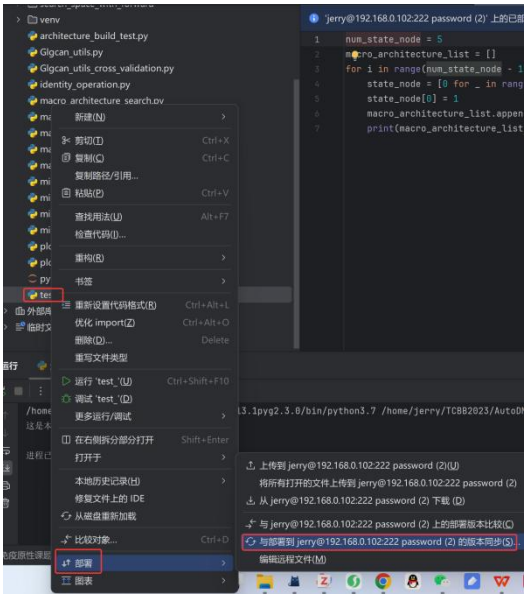 venv
architecture_build_test.py
Glgcan_utils.py
Glgcan_utils_cross_validation.py
identity_operation.py
macro_architecture_search.py
'jerry@192.168.0.102:222 password (2)' 上的已部
1 num_state_node = 5
2 macro_architecture_list = []
3 for i in range(num_state_node - 1
4 state_node = [0 for _ in rang
5 state_node[0] = 1
6 macro_architecture_list.appen
7 print(macro_architecture_list
新建(N)
剪切(T) Ctrl+X
复制(C) Ctrl+C
复制路径/引用...
粘贴(P) Ctrl+V
查找用法(U) Alt+F7
检查代码(I)...
重构(R)
书签
重新设置代码格式(R) Ctrl+Alt+L
优化 import(Z) Ctrl+Alt+O
删除(D)... Delete
重写文件类型
运行 'test_'(U) Ctrl+Shift+F10
调试 'test_'(D)
更多运行/调试
在右侧拆分部分打开 Shift+Enter
打开于
本地历史记录(H)
修复文件上的 IDE
从磁盘重新加载
比较对象... Ctrl+D
部署
图表
tes
外部库
临时文
运行
/home
13.1pyg2.3.0/bin/python3.7 /home/jerry/TCBB2023/AutoDM
这是本
进程已
上传到 jerry@192.168.0.102:222 password (2)(U)
将所有打开的文件上传到 jerry@192.168.0.102:222 password (2)
从 jerry@192.168.0.102:222 password (2) 下载 (D)
与 jerry@192.168.0.102:222 password (2) 上的部署版本比较(C)
与部署到 jerry@192.168.0.102:222 password (2) 的版本同步(S)...
编辑远程文件(M)